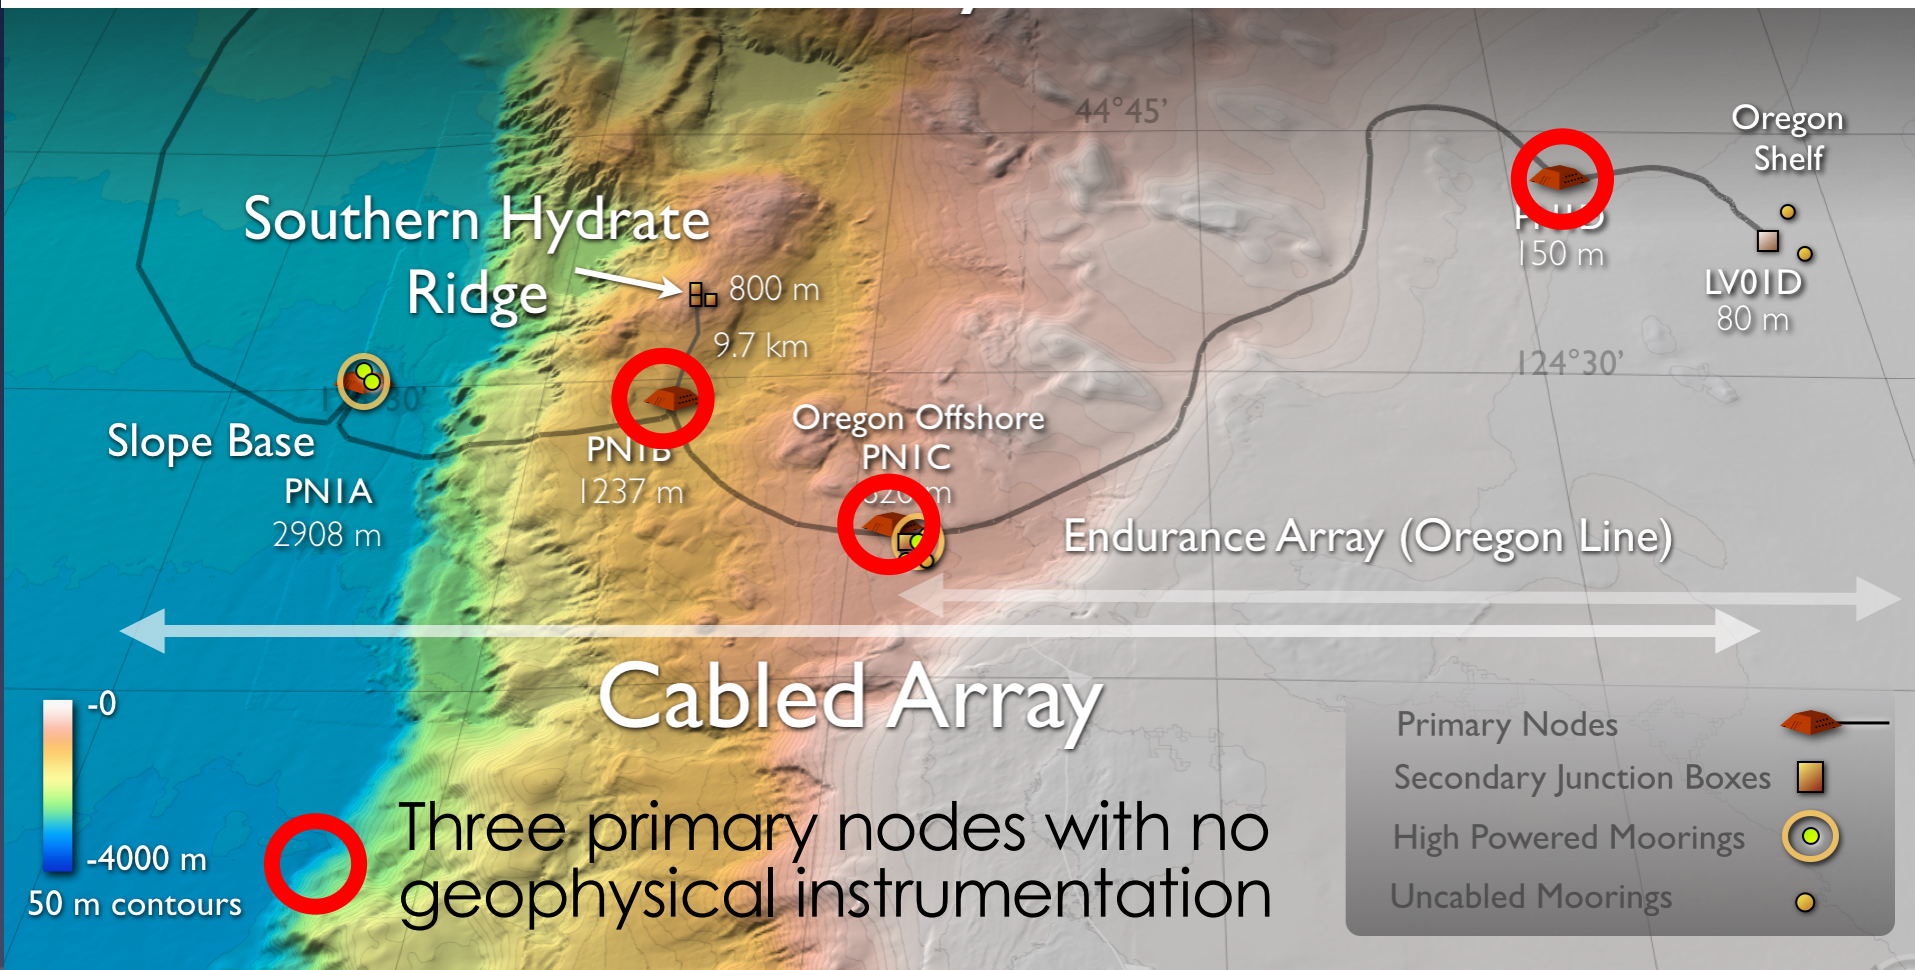 44°45'
Oregon
Shelf
Southern Hydrate
Ridge
800 m
9.7 km
150 m
LV01D
80 m
124°30'
Slope Base
PN1A
2908 m
PN1B
1237 m
Oregon Offshore
PN1C
Endurance Array (Oregon Line)
Cabled Array
-0
-4000 m
50 m contours
Three primary nodes with no
geophysical instrumentation
Primary Nodes
Secondary Junction Boxes
High Powered Moorings
Uncabled Moorings